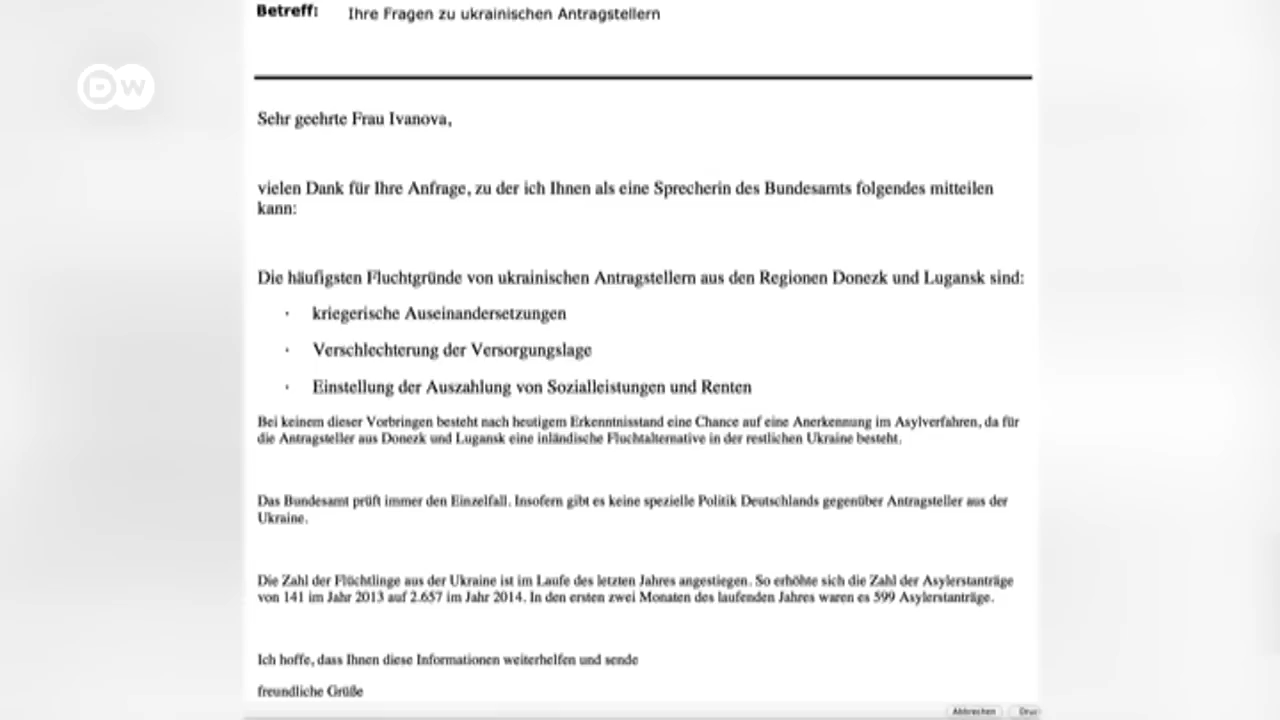 Betreff: Ihre Fragen zu ukrainischen Antragstellern
DW
Sehr geehrte Frau Ivanova,
vielen Dank für Ihre Anfrage, zu der ich Ihnen als eine Sprecherin des Bundesamts folgendes mitteilen
kann:
Die häufigsten Fluchtgründe von ukrainischen Antragstellern aus den Regionen Donezk und Lugansk sind:
· kriegerische Auseinandersetzungen
· Verschlechterung der Versorgungslage
· Einstellung der Auszahlung von Sozialleistungen und Renten
Bei keinem dieser Vorbringen besteht nach heutigem Erkenntnisstand eine Chance auf eine Anerkennung im Asylverfahren, da für
die Antragsteller aus Donezk und Lugansk eine inländische Fluchtalternative in der restlichen Ukraine besteht.
Das Bundesamt prüft immer den Einzelfall. Insofern gibt es keine spezielle Politik Deutschlands gegenüber Antragsteller aus der
Ukraine.
Die Zahl der Flüchtlinge aus der Ukraine ist im Laufe des letzten Jahres angestiegen. So erhöhte sich die Zahl der Asylerstanträge
von 141 im Jahr 2013 auf 2.657 im Jahr 2014. In den ersten zwei Monaten des laufenden Jahres waren es 599 Asylerstanträge.
Ich hoffe, dass Ihnen diese Informationen weiterhelfen und sende
freundliche Grüße
Abbrechen Druc